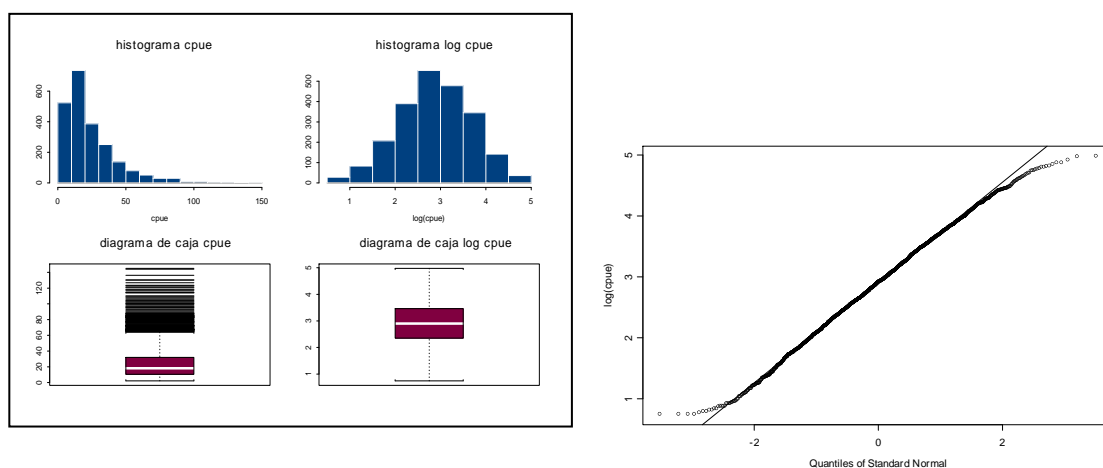 histograma cpue
0 200 400 600
0 50 100 150
cpue
histograma log cpue
0 100 200 300 400 500
1 2 3 4 5
log(cpue)
diagrama de caja cpue
0 20 40 60 80 120
diagrama de caja log cpue
1 2 3 4 5
log(cpue)
1 2 3 4 5
-2 0 2
Quantiles of Standard Normal